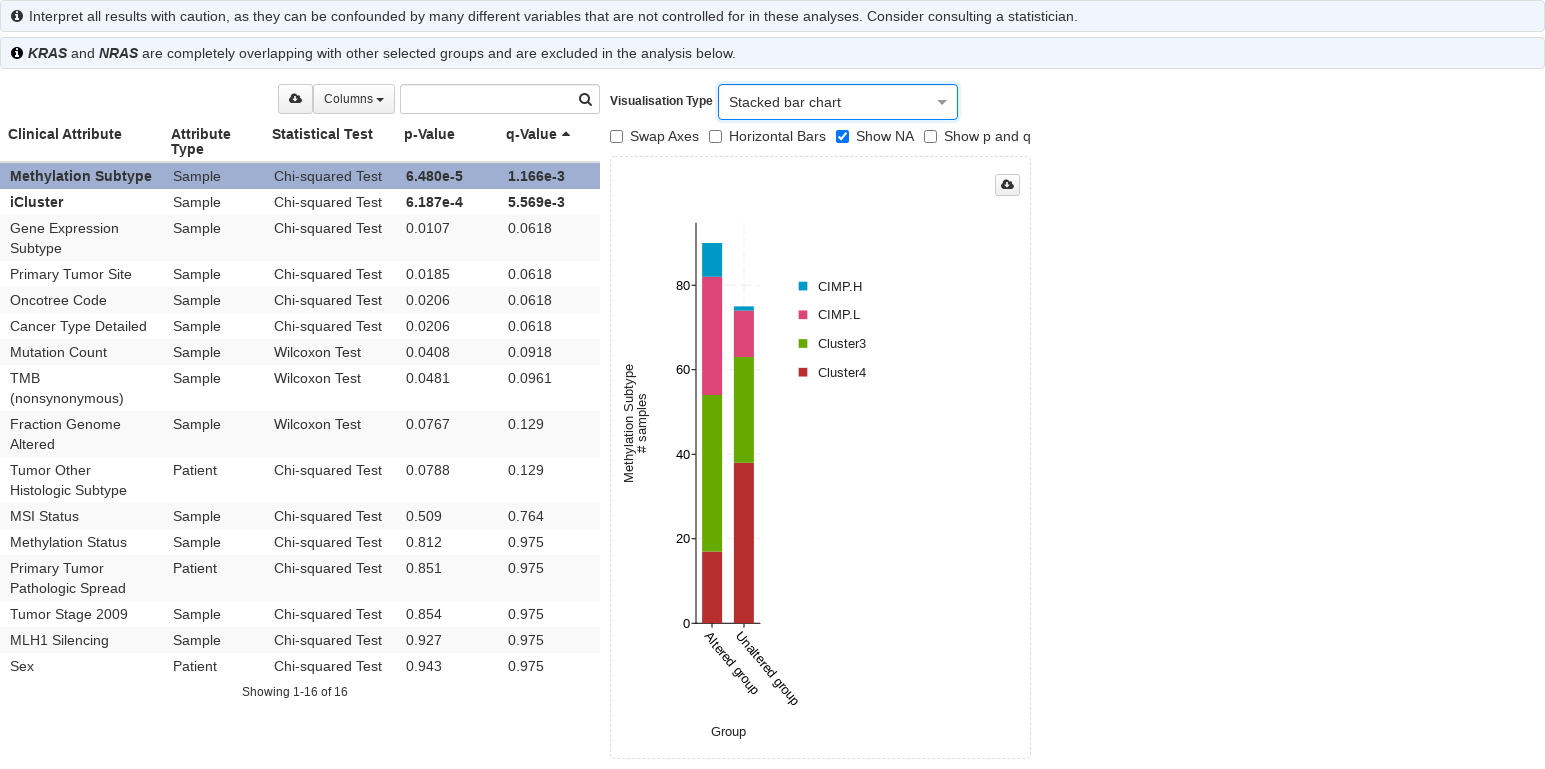 Interpret all results with caution, as they can be confounded by many different variables that are not controlled for in these analyses. Consider consulting a statistician.
KRAS and NRAS are completely overlapping with other selected groups and are excluded in the analysis below.
Columns
Clinical Attribute Attribute Type Statistical Test p-Value q-Value
Methylation Subtype Sample Chi-squared Test 6.480e-5 1.166e-3
iCluster Sample Chi-squared Test 6.187e-4 5.569e-3
Gene Expression Subtype Sample Chi-squared Test 0.0107 0.0618
Primary Tumor Site Sample Chi-squared Test 0.0185 0.0618
Oncotree Code Sample Chi-squared Test 0.0206 0.0618
Cancer Type Detailed Sample Chi-squared Test 0.0206 0.0618
Mutation Count Sample Wilcoxon Test 0.0408 0.0918
TMB (nonsynonymous) Sample Wilcoxon Test 0.0481 0.0961
Fraction Genome Altered Sample Wilcoxon Test 0.0767 0.129
Tumor Other Histologic Subtype Patient Chi-squared Test 0.0788 0.129
MSI Status Sample Chi-squared Test 0.509 0.764
Methylation Status Sample Chi-squared Test 0.812 0.975
Primary Tumor Pathologic Spread Patient Chi-squared Test 0.851 0.975
Tumor Stage 2009 Sample Chi-squared Test 0.854 0.975
MLH1 Silencing Sample Chi-squared Test 0.927 0.975
Sex Patient Chi-squared Test 0.943 0.975
Showing 1-16 of 16
Visualisation Type Stacked bar chart
Swap Axes Horizontal Bars Show NA Show p and q
Methylation Subtype
# samples
80
60
40
20
0
CIMP.H
CIMP.L
Cluster3
Cluster4
Altered group
Unaltered group
Group